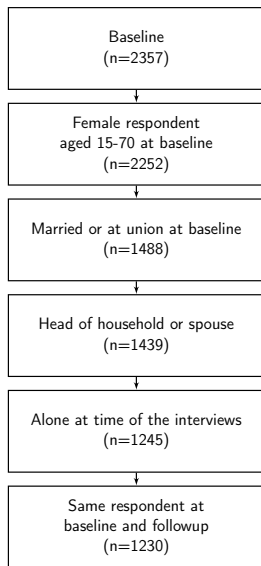 Baseline
(n=2357)
Female respondent
aged 15-70 at baseline
(n=2252)
Married or at union at baseline
(n=1488)
Head of household or spouse
(n=1439)
Alone at time of the interviews
(n=1245)
Same respondent at
baseline and followup
(n=1230)